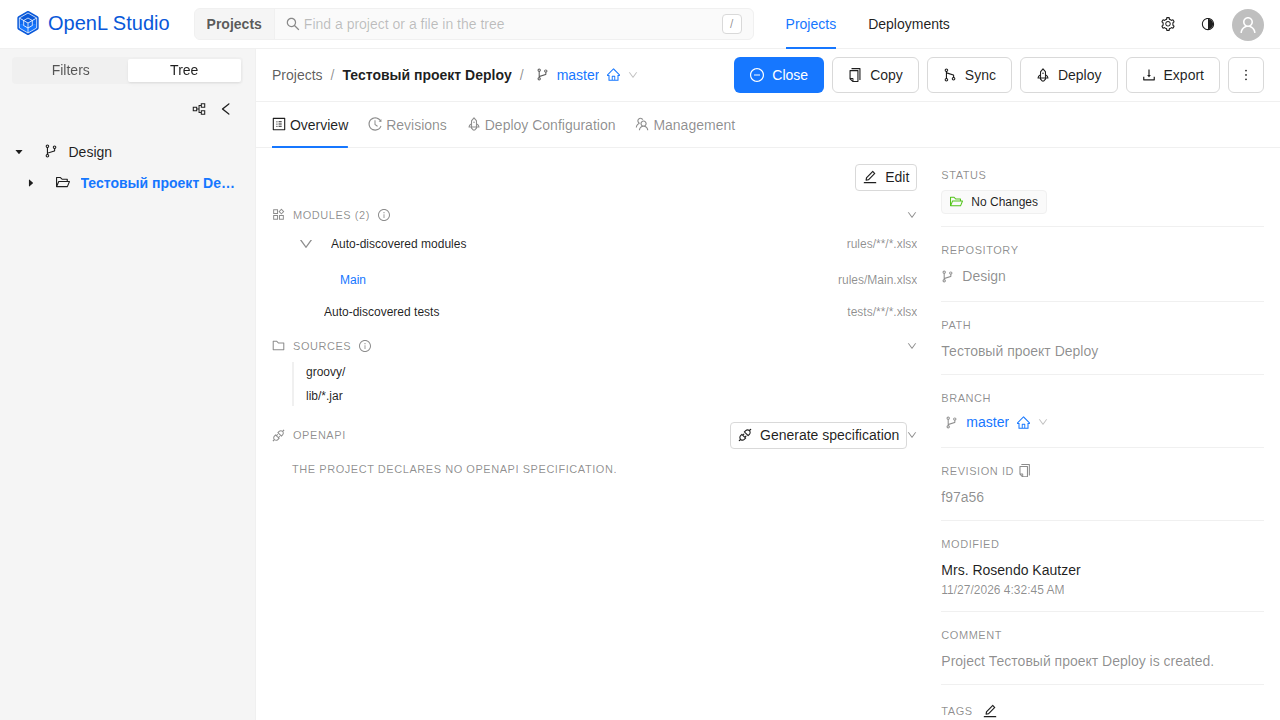 OpenL Studio
Projects
Find a project or a file in the tree
/
Projects
Deployments
Filters
Tree
Design
Тестовый проект De…
Projects / Тестовый проект Deploy / master
Close
Copy
Sync
Deploy
Export
Overview
Revisions
Deploy Configuration
Management
Edit
MODULES (2)
Auto-discovered modules
rules/**/*.xlsx
Main
rules/Main.xlsx
Auto-discovered tests
tests/**/*.xlsx
SOURCES
groovy/
lib/*.jar
OPENAPI
Generate specification
THE PROJECT DECLARES NO OPENAPI SPECIFICATION.
STATUS
No Changes
REPOSITORY
Design
PATH
Тестовый проект Deploy
BRANCH
master
REVISION ID
f97a56
MODIFIED
Mrs. Rosendo Kautzer
11/27/2026 4:32:45 AM
COMMENT
Project Тестовый проект Deploy is created.
TAGS